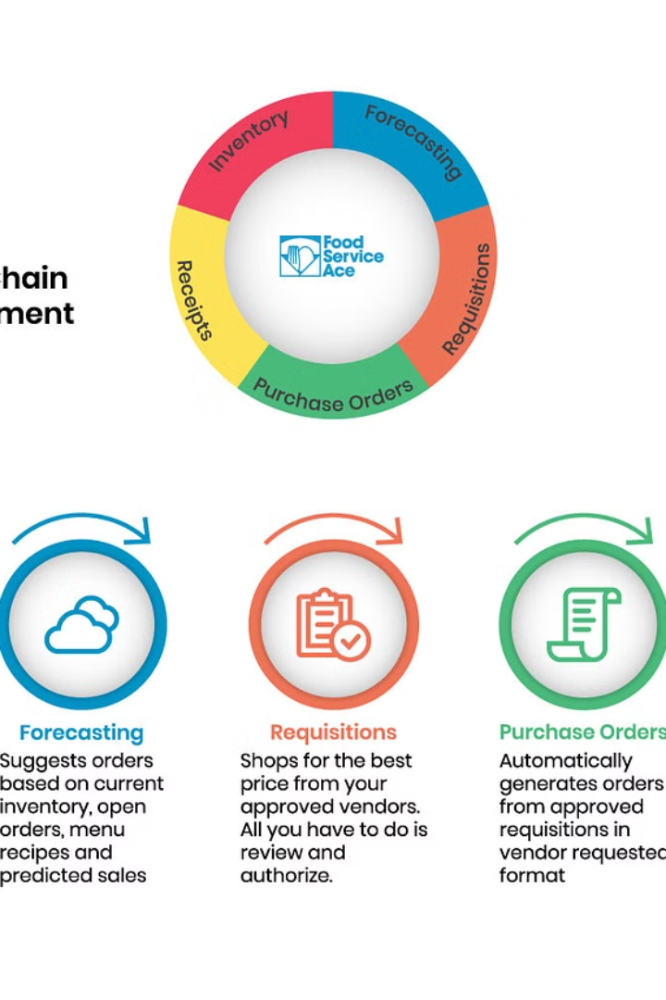 Inventory
Forecasting
Food
Service
Ace
hain
ment
Receipts
Requisitions
Purchase Orders
Forecasting
Suggests orders
based on current
inventory, open
orders, menu
recipes and
predicted sales
Requisitions
Shops for the best
price from your
approved vendors.
All you have to do is
review and
authorize.
Purchase Orders
Automatically
generates orders
from approved
requisitions in
vendor requested
format